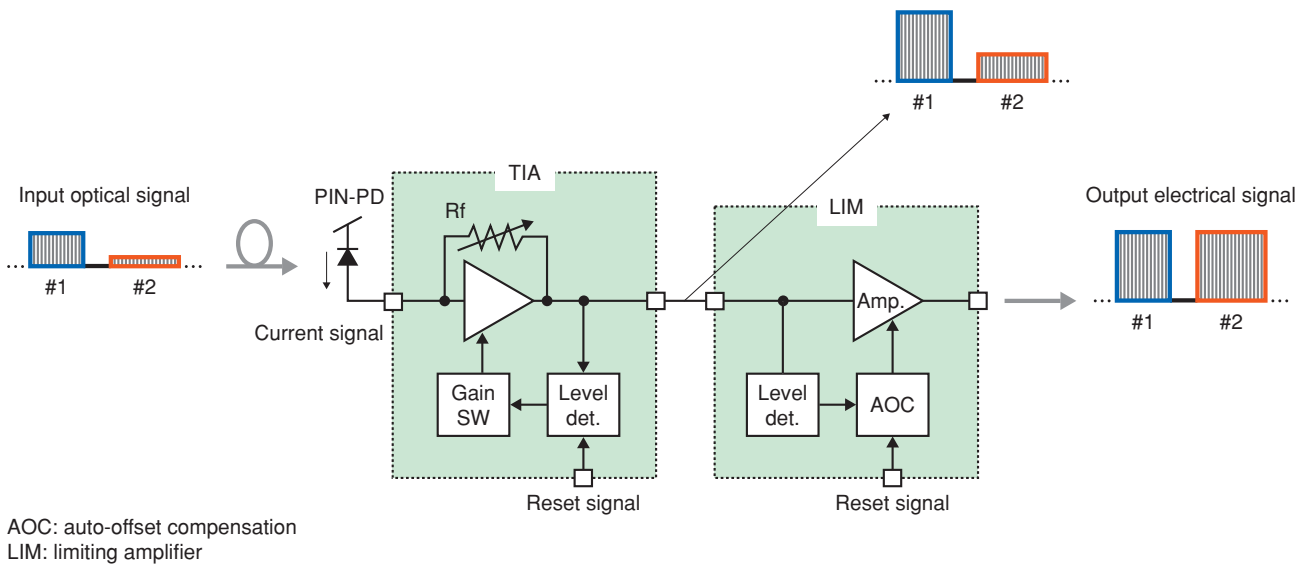 #1
#2
Input optical signal
...
...
#1
#2
PIN-PD
Current signal
TIA
Rf
Gain
SW
Level
det.
Reset signal
LIM
Amp.
Level
det.
AOC
Reset signal
Output electrical signal
...
...
#1
#2
AOC: auto-offset compensation
LIM: limiting amplifier